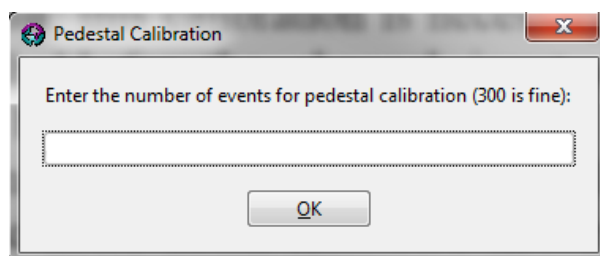 Pedestal Calibration
Enter the number of events for pedestal calibration (300 is fine):
OK